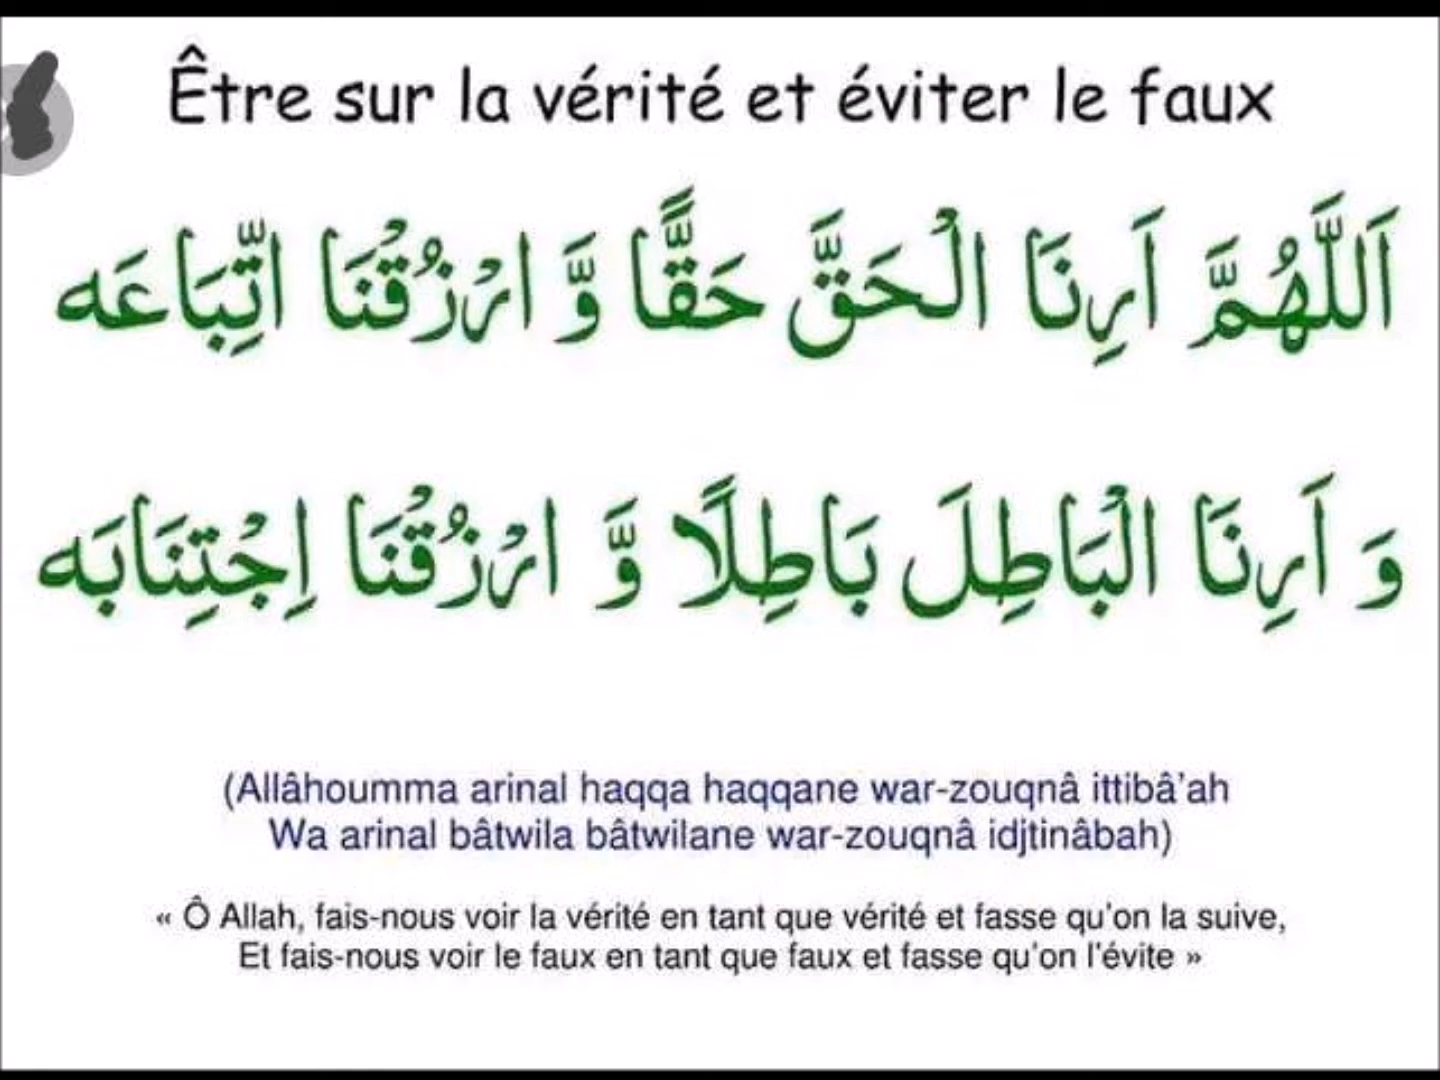 Être sur la vérité et éviter le faux
اَللَّهُمَّ اَرِنَا الْحَقَّ حَقًّا وَّ ارْزُقْنَا اتِّبَاعَه
وَ اَرِنَا الْبَاطِلَ بَاطِلًا وَّ ارْزُقْنَا اِجْتِنَابَه
(Allâhoumma arinal haqqa haqqane war-zouqnâ ittibâ'ah
Wa arinal bâtwila bâtwilane war-zouqnâ idjtinâbah)
« Ô Allah, fais-nous voir la vérité en tant que vérité et fasse qu'on la suive,
Et fais-nous voir le faux en tant que faux et fasse qu'on l'évite »